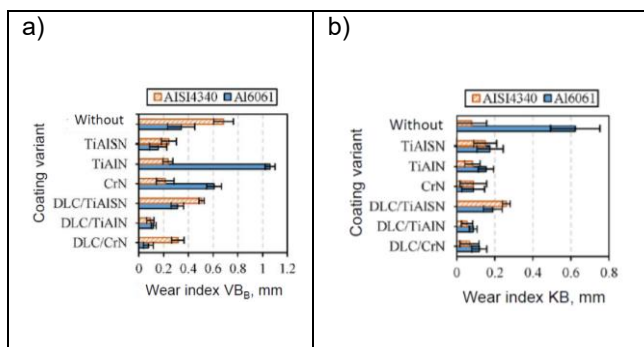 a)
AISI4340 Al6061
Coating variant
Without
TiAlSN
TiAlN
CrN
DLC/TiAlSN
DLC/TiAlN
DLC/CrN
0 0.2 0.4 0.6 0.8 1 1.2
Wear index VB_B, mm
b)
AISI4340 Al6061
Coating variant
Without
TiAlSN
TiAlN
CrN
DLC/TiAlSN
DLC/TiAlN
DLC/CrN
0 0.2 0.4 0.6 0.8
Wear index KB, mm